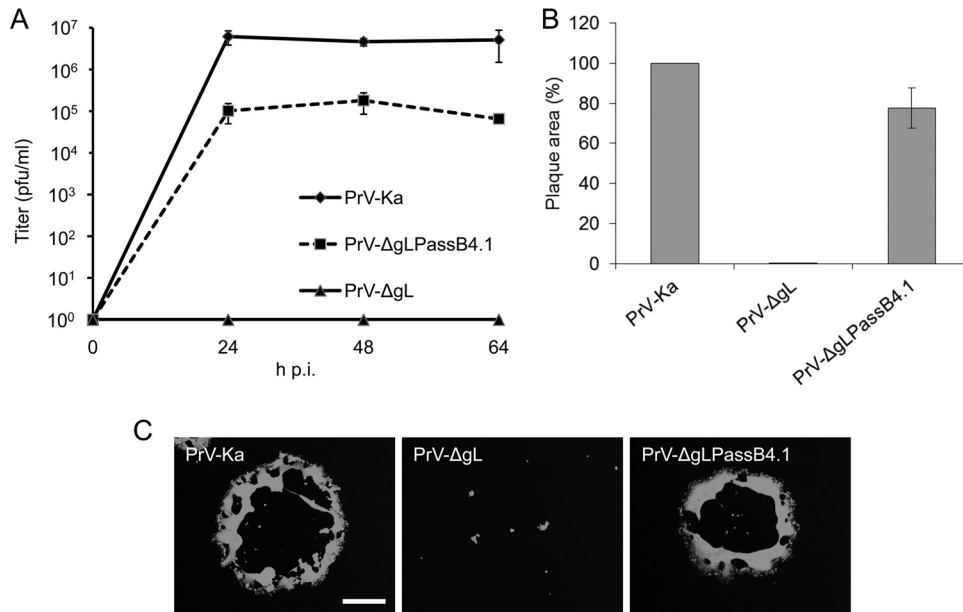 A
Titer (pfu/ml)
10⁷
10⁶
10⁵
10⁴
10³
10²
10¹
10⁰
0 24 48 64
h p.i.
PrV-Ka
PrV-ΔgLPassB4.1
PrV-ΔgL
B
Plaque area (%)
120
100
80
60
40
20
0
PrV-Ka
PrV-ΔgL
PrV-ΔgLPassB4.1
C
PrV-Ka
PrV-ΔgL
PrV-ΔgLPassB4.1